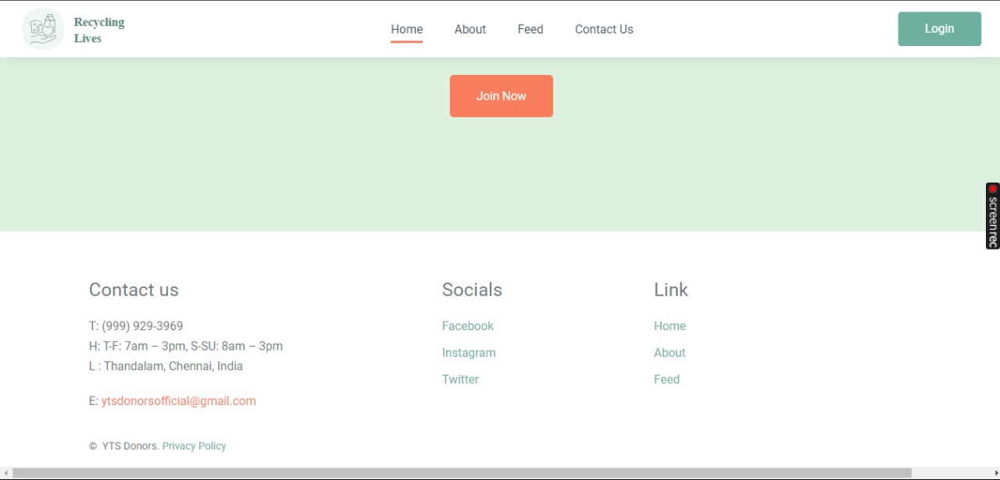 Recycling
Lives
Home About Feed Contact Us
Login
Join Now
screenrec
Contact us
T: (999) 929-3969
H: T-F: 7am – 3pm, S-SU: 8am – 3pm
L : Thandalam, Chennai, India
E: ytsdonorsofficial@gmail.com
Socials
Facebook
Instagram
Twitter
Link
Home
About
Feed
© YTS Donors. Privacy Policy